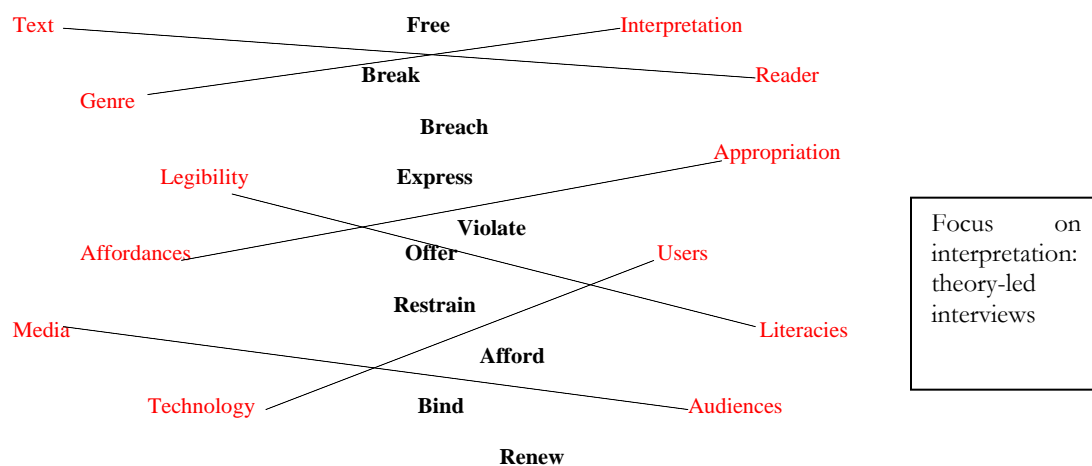 Text
Free
Interpretation
Break
Reader
Genre
Breach
Appropriation
Legibility
Express
Violate
Affordances
Offer
Users
Restrain
Media
Literacies
Afford
Technology
Bind
Audiences
Renew
Focus on
interpretation:
theory-led
interviews